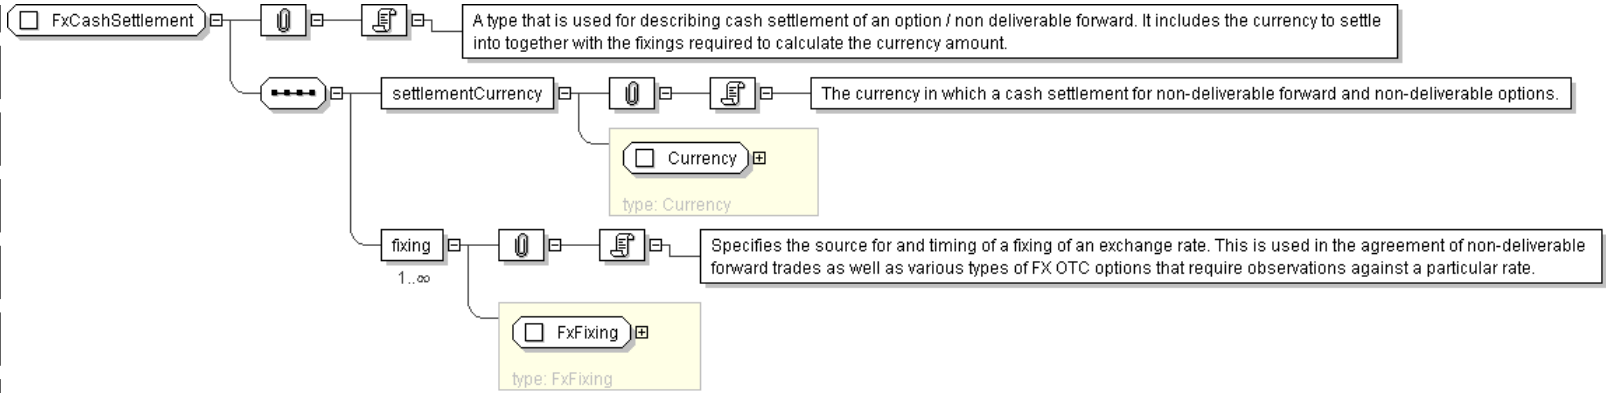 FxCashSettlement
A type that is used for describing cash settlement of an option / non deliverable forward. It includes the currency to settle
into together with the fixings required to calculate the currency amount.
settlementCurrency
The currency in which a cash settlement for non-deliverable forward and non-deliverable options.
Currency
type: Currency
fixing
1..∞
Specifies the source for and timing of a fixing of an exchange rate. This is used in the agreement of non-deliverable
forward trades as well as various types of FX OTC options that require observations against a particular rate.
FxFixing
type: FxFixing